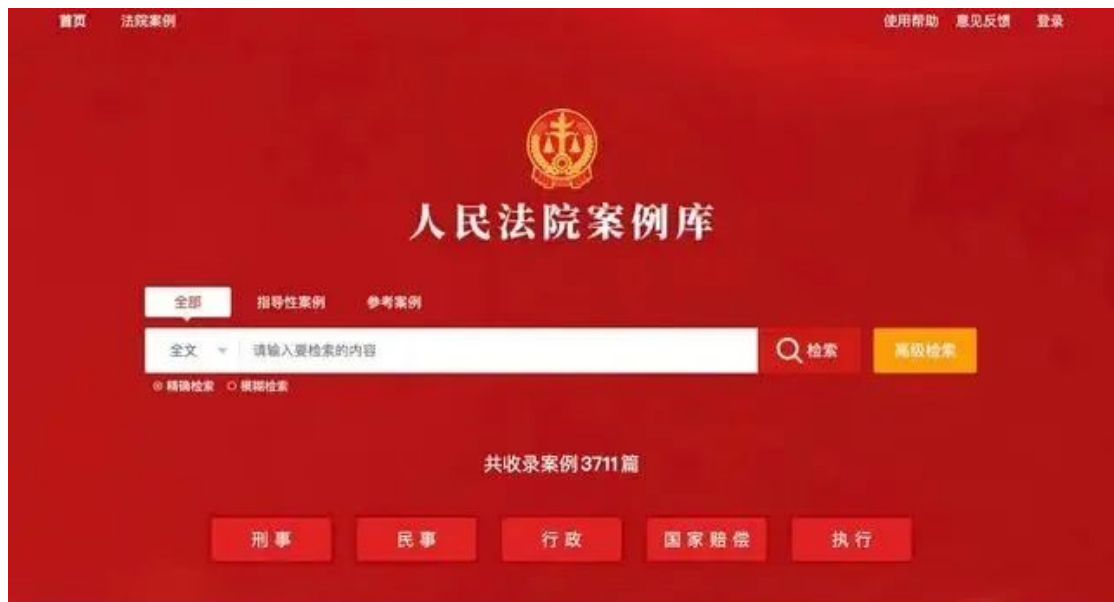 首页 法院案例 使用帮助 意见反馈 登录
人民法院案例库
全部 指导性案例 参考案例
全文 请输入要检索的内容 检索 高级检索
精确检索 模糊检索
共收录案例3711篇
刑事 民事 行政 国家赔偿 执行